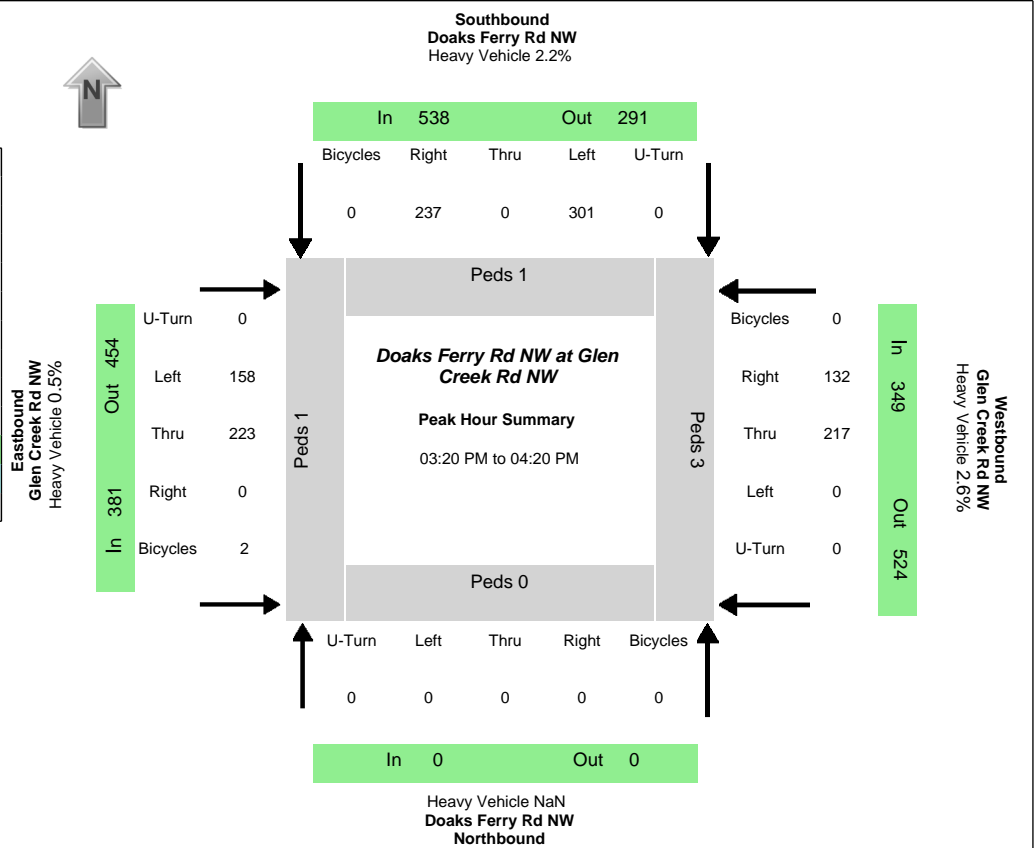 Southbound
Doaks Ferry Rd NW
Heavy Vehicle 2.2%
N
In 538 Out 291
Bicycles Right Thru Left U-Turn
0 237 0 301 0
Peds 1
Eastbound
Glen Creek Rd NW
Heavy Vehicle 0.5%
In 381 Out 454
U-Turn 0
Left 158
Thru 223
Right 0
Bicycles 2
Peds 1
Doaks Ferry Rd NW at Glen
Creek Rd NW
Peak Hour Summary
03:20 PM to 04:20 PM
Peds 3
Bicycles 0
Right 132
Thru 217
Left 0
U-Turn 0
In 349 Out 524
Westbound
Glen Creek Rd NW
Heavy Vehicle 2.6%
Peds 0
U-Turn Left Thru Right Bicycles
0 0 0 0 0
In 0 Out 0
Heavy Vehicle NaN
Doaks Ferry Rd NW
Northbound